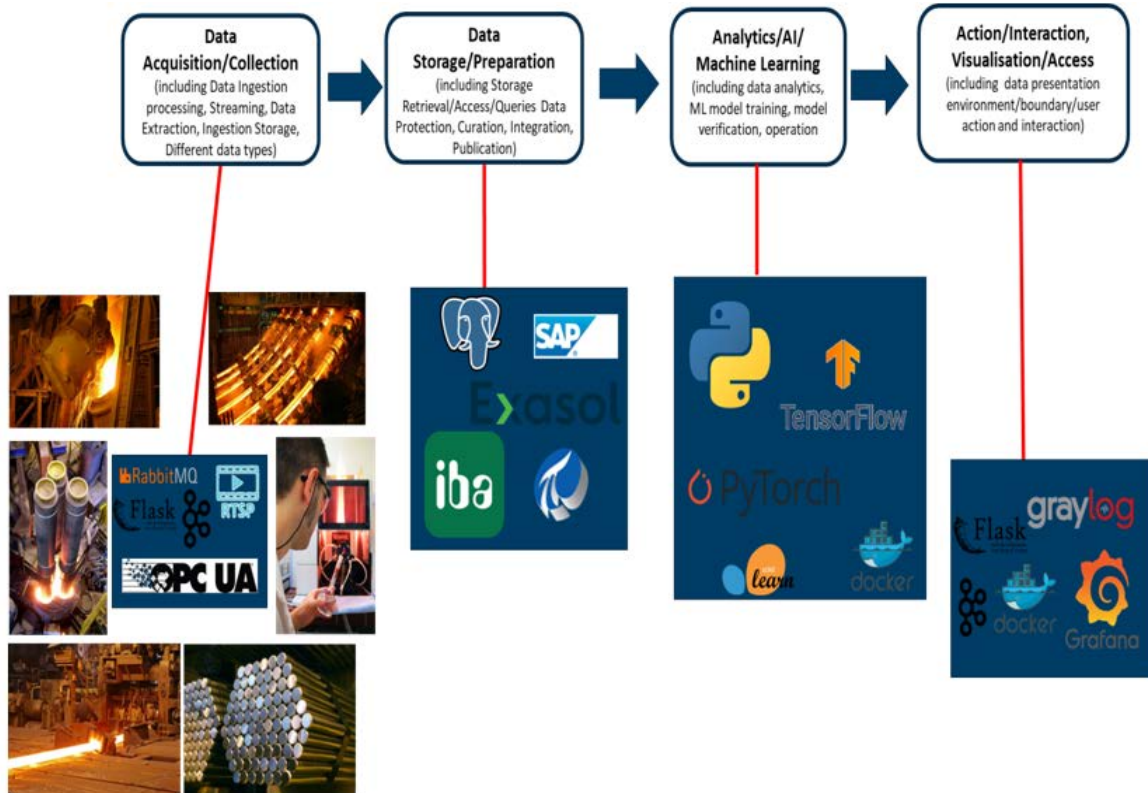 Data
Acquisition/Collection
(including Data Ingestion
processing, Streaming, Data
Extraction, Ingestion Storage,
Different data types)
Data
Storage/Preparation
(including Storage
Retrieval/Access/Queries Data
Protection, Curation, Integration,
Publication)
Analytics/AI/
Machine Learning
(including data analytics,
ML model training, model
verification, operation
Action/Interaction,
Visualisation/Access
(including data presentation
environment/boundary/user
action and interaction)
RabbitMQ
Flask
RTSP
OPC UA
SAP
Exasol
iba
TensorFlow
PyTorch
learn
docker
Flask
graylog
docker
Grafana